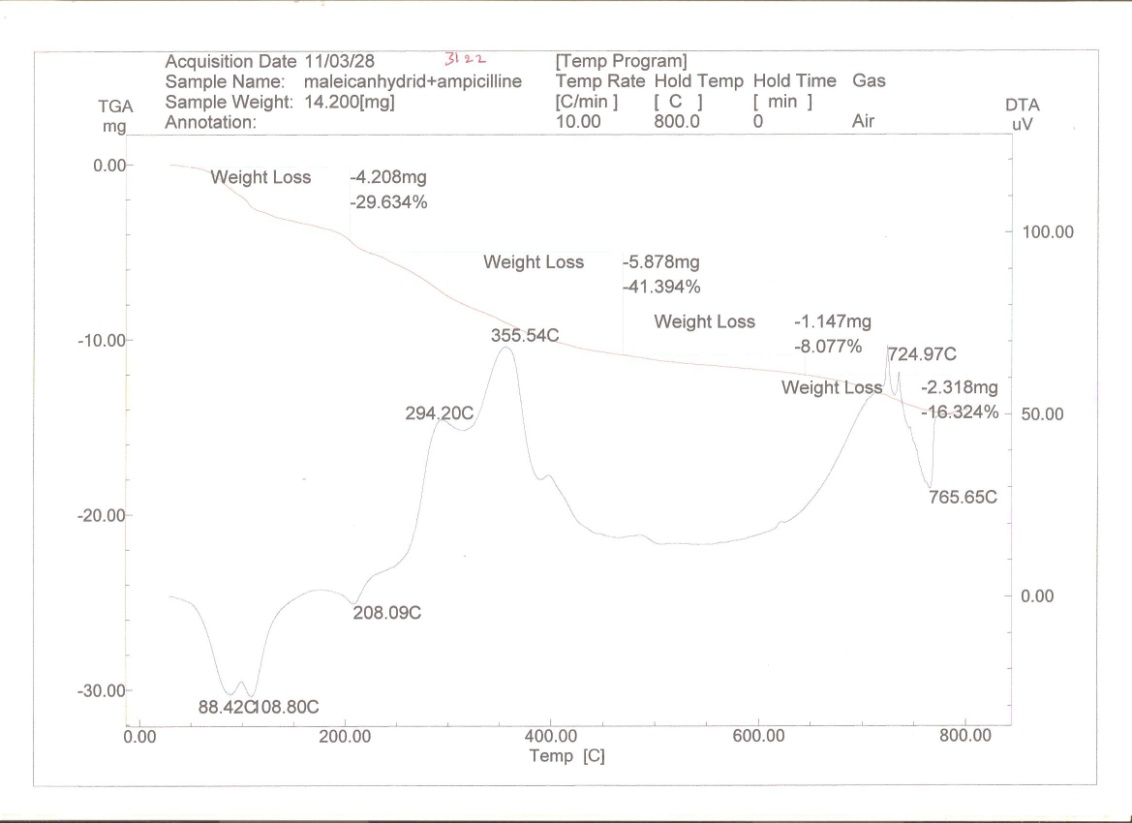 Acquisition Date 11/03/28 3122 [Temp Program]
Sample Name: maleicanhydrid+ampicilline Temp Rate Hold Temp Hold Time Gas
Sample Weight: 14.200[mg] [C/min ] [ C ] [ min ]
Annotation: 10.00 800.0 0 Air
TGA
mg
DTA
uV
0.00
-10.00
-20.00
-30.00
Weight Loss -4.208mg
-29.634%
Weight Loss -5.878mg
-41.394%
Weight Loss -1.147mg
-8.077%
Weight Loss -2.318mg
-16.324%
355.54C
724.97C
294.20C
765.65C
208.09C
88.42C
108.80C
100.00
50.00
0.00
0.00 200.00 400.00 600.00 800.00
Temp [C]